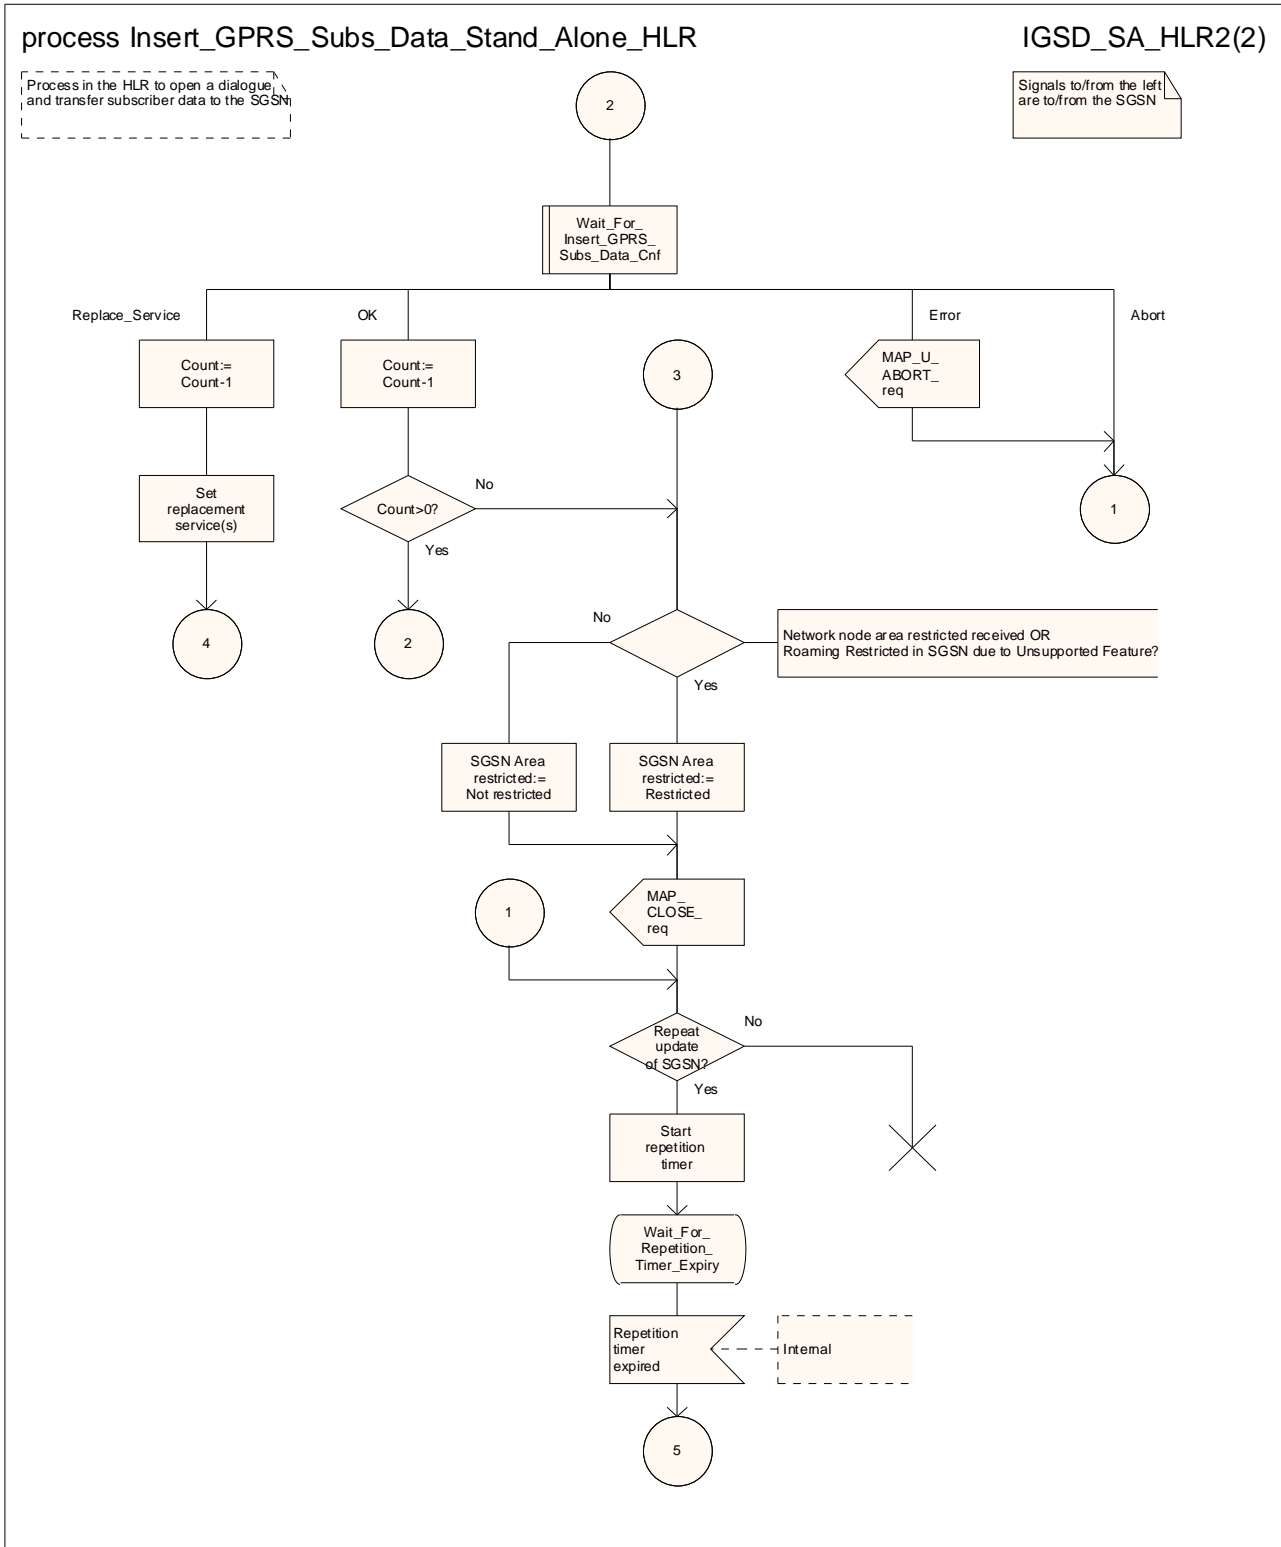 process Insert_GPRS_Subs_Data_Stand_Alone_HLR
IGSD_SA_HLR2(2)
Process in the HLR to open a dialogue
and transfer subscriber data to the SGSN
2
Signals to/from the left
are to/from the SGSN
Wait_For_
Insert_GPRS_
Subs_Data_Cnf
Replace_Service
OK
Error
Abort
Count:=
Count-1
Count:=
Count-1
3
MAP_U_
ABORT_
req
Set
replacement
service(s)
Count>0?
No
Yes
1
4
2
No
Yes
Network node area restricted received OR
Roaming Restricted in SGSN due to Unsupported Feature?
SGSN Area
restricted:=
Not restricted
SGSN Area
restricted:=
Restricted
1
MAP_
CLOSE_
req
Repeat
update
of SGSN?
No
Yes
Start
repetition
timer
Wait_For_
Repetition_
Timer_Expiry
Repetition
timer
expired
Internal
5